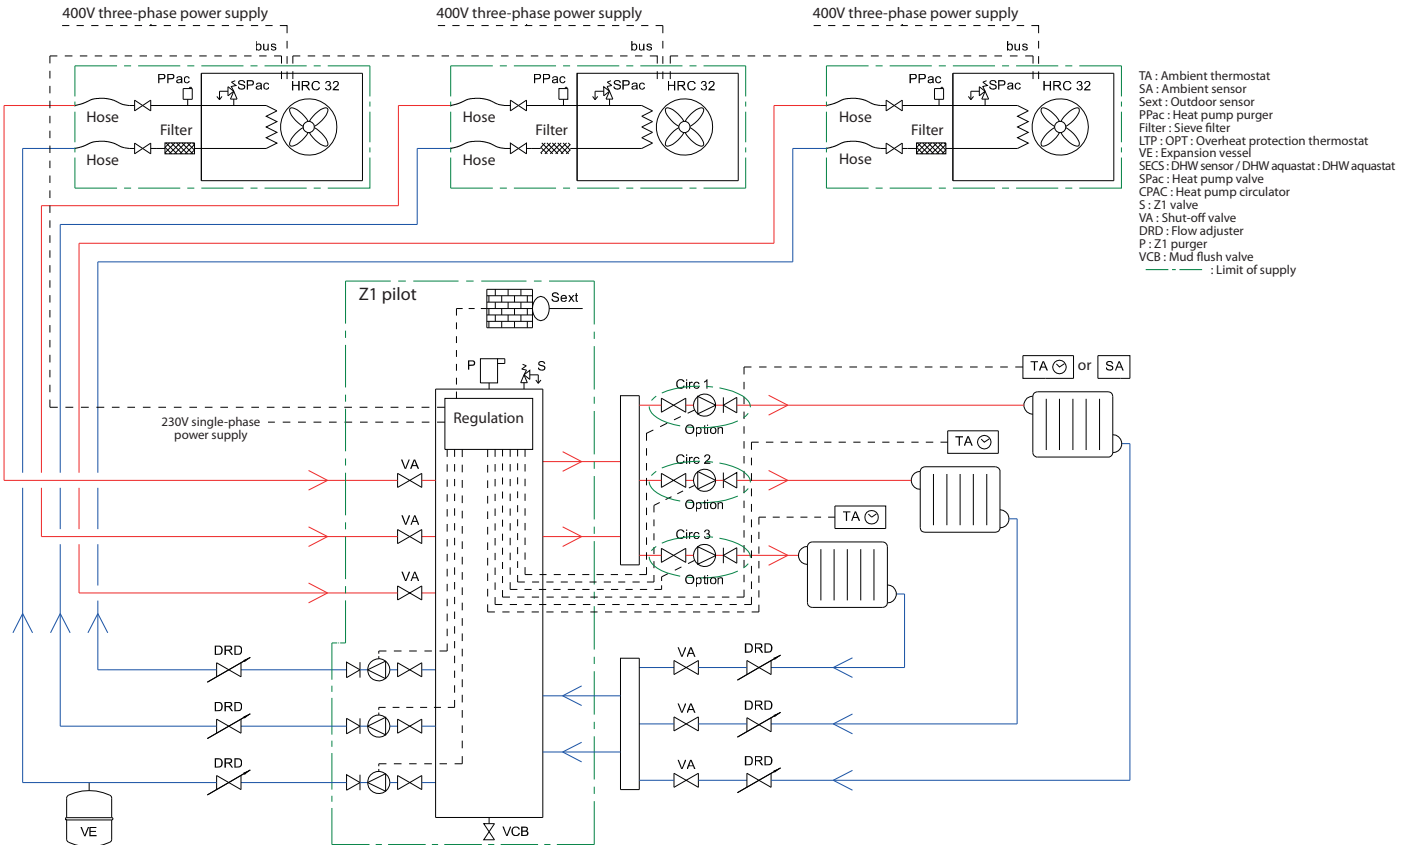 400V three-phase power supply
400V three-phase power supply
400V three-phase power supply
bus
bus
bus
PPac
SPac
HRC 32
Hose
Filter
Hose
PPac
SPac
HRC 32
Hose
Filter
Hose
PPac
SPac
HRC 32
Hose
Filter
Hose
TA : Ambient thermostat
SA : Ambient sensor
Sext : Outdoor sensor
PPac : Heat pump purger
Filter : Sieve filter
LTP : OPT : Overheat protection thermostat
VE : Expansion vessel
SECS : DHW sensor / DHW aquastat : DHW aquastat
SPac : Heat pump valve
CPAC : Heat pump circulator
S : Z1 valve
VA : Shut-off valve
DRD : Flow adjuster
P : Z1 purger
VCB : Mud flush valve
: Limit of supply
Z1 pilot
Sext
P
S
Regulation
230V single-phase
power supply
TA or SA
Circ 1
Option
TA
Circ 2
Option
TA
Circ 3
Option
VA
VA
VA
DRD
DRD
DRD
VA
DRD
VA
DRD
VA
DRD
VE
VCB